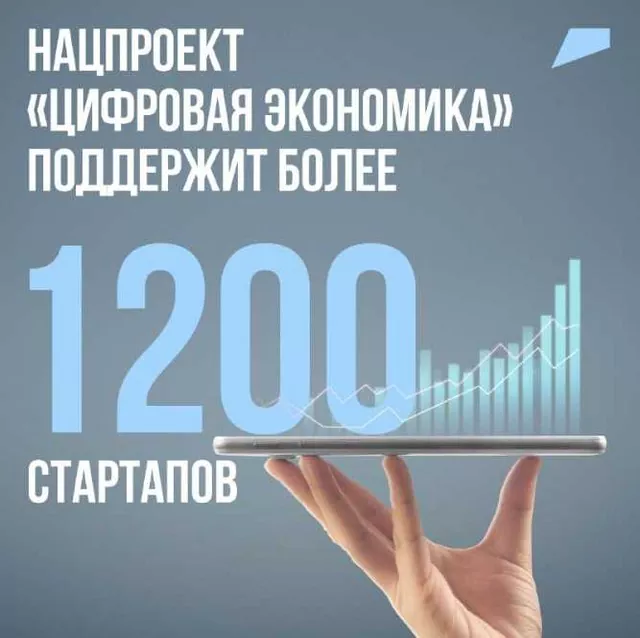 НАЦПРОЕКТ
«ЦИФРОВАЯ ЭКОНОМИКА»
ПОДДЕРЖИТ БОЛЕЕ
1200
СТАРТАПОВ